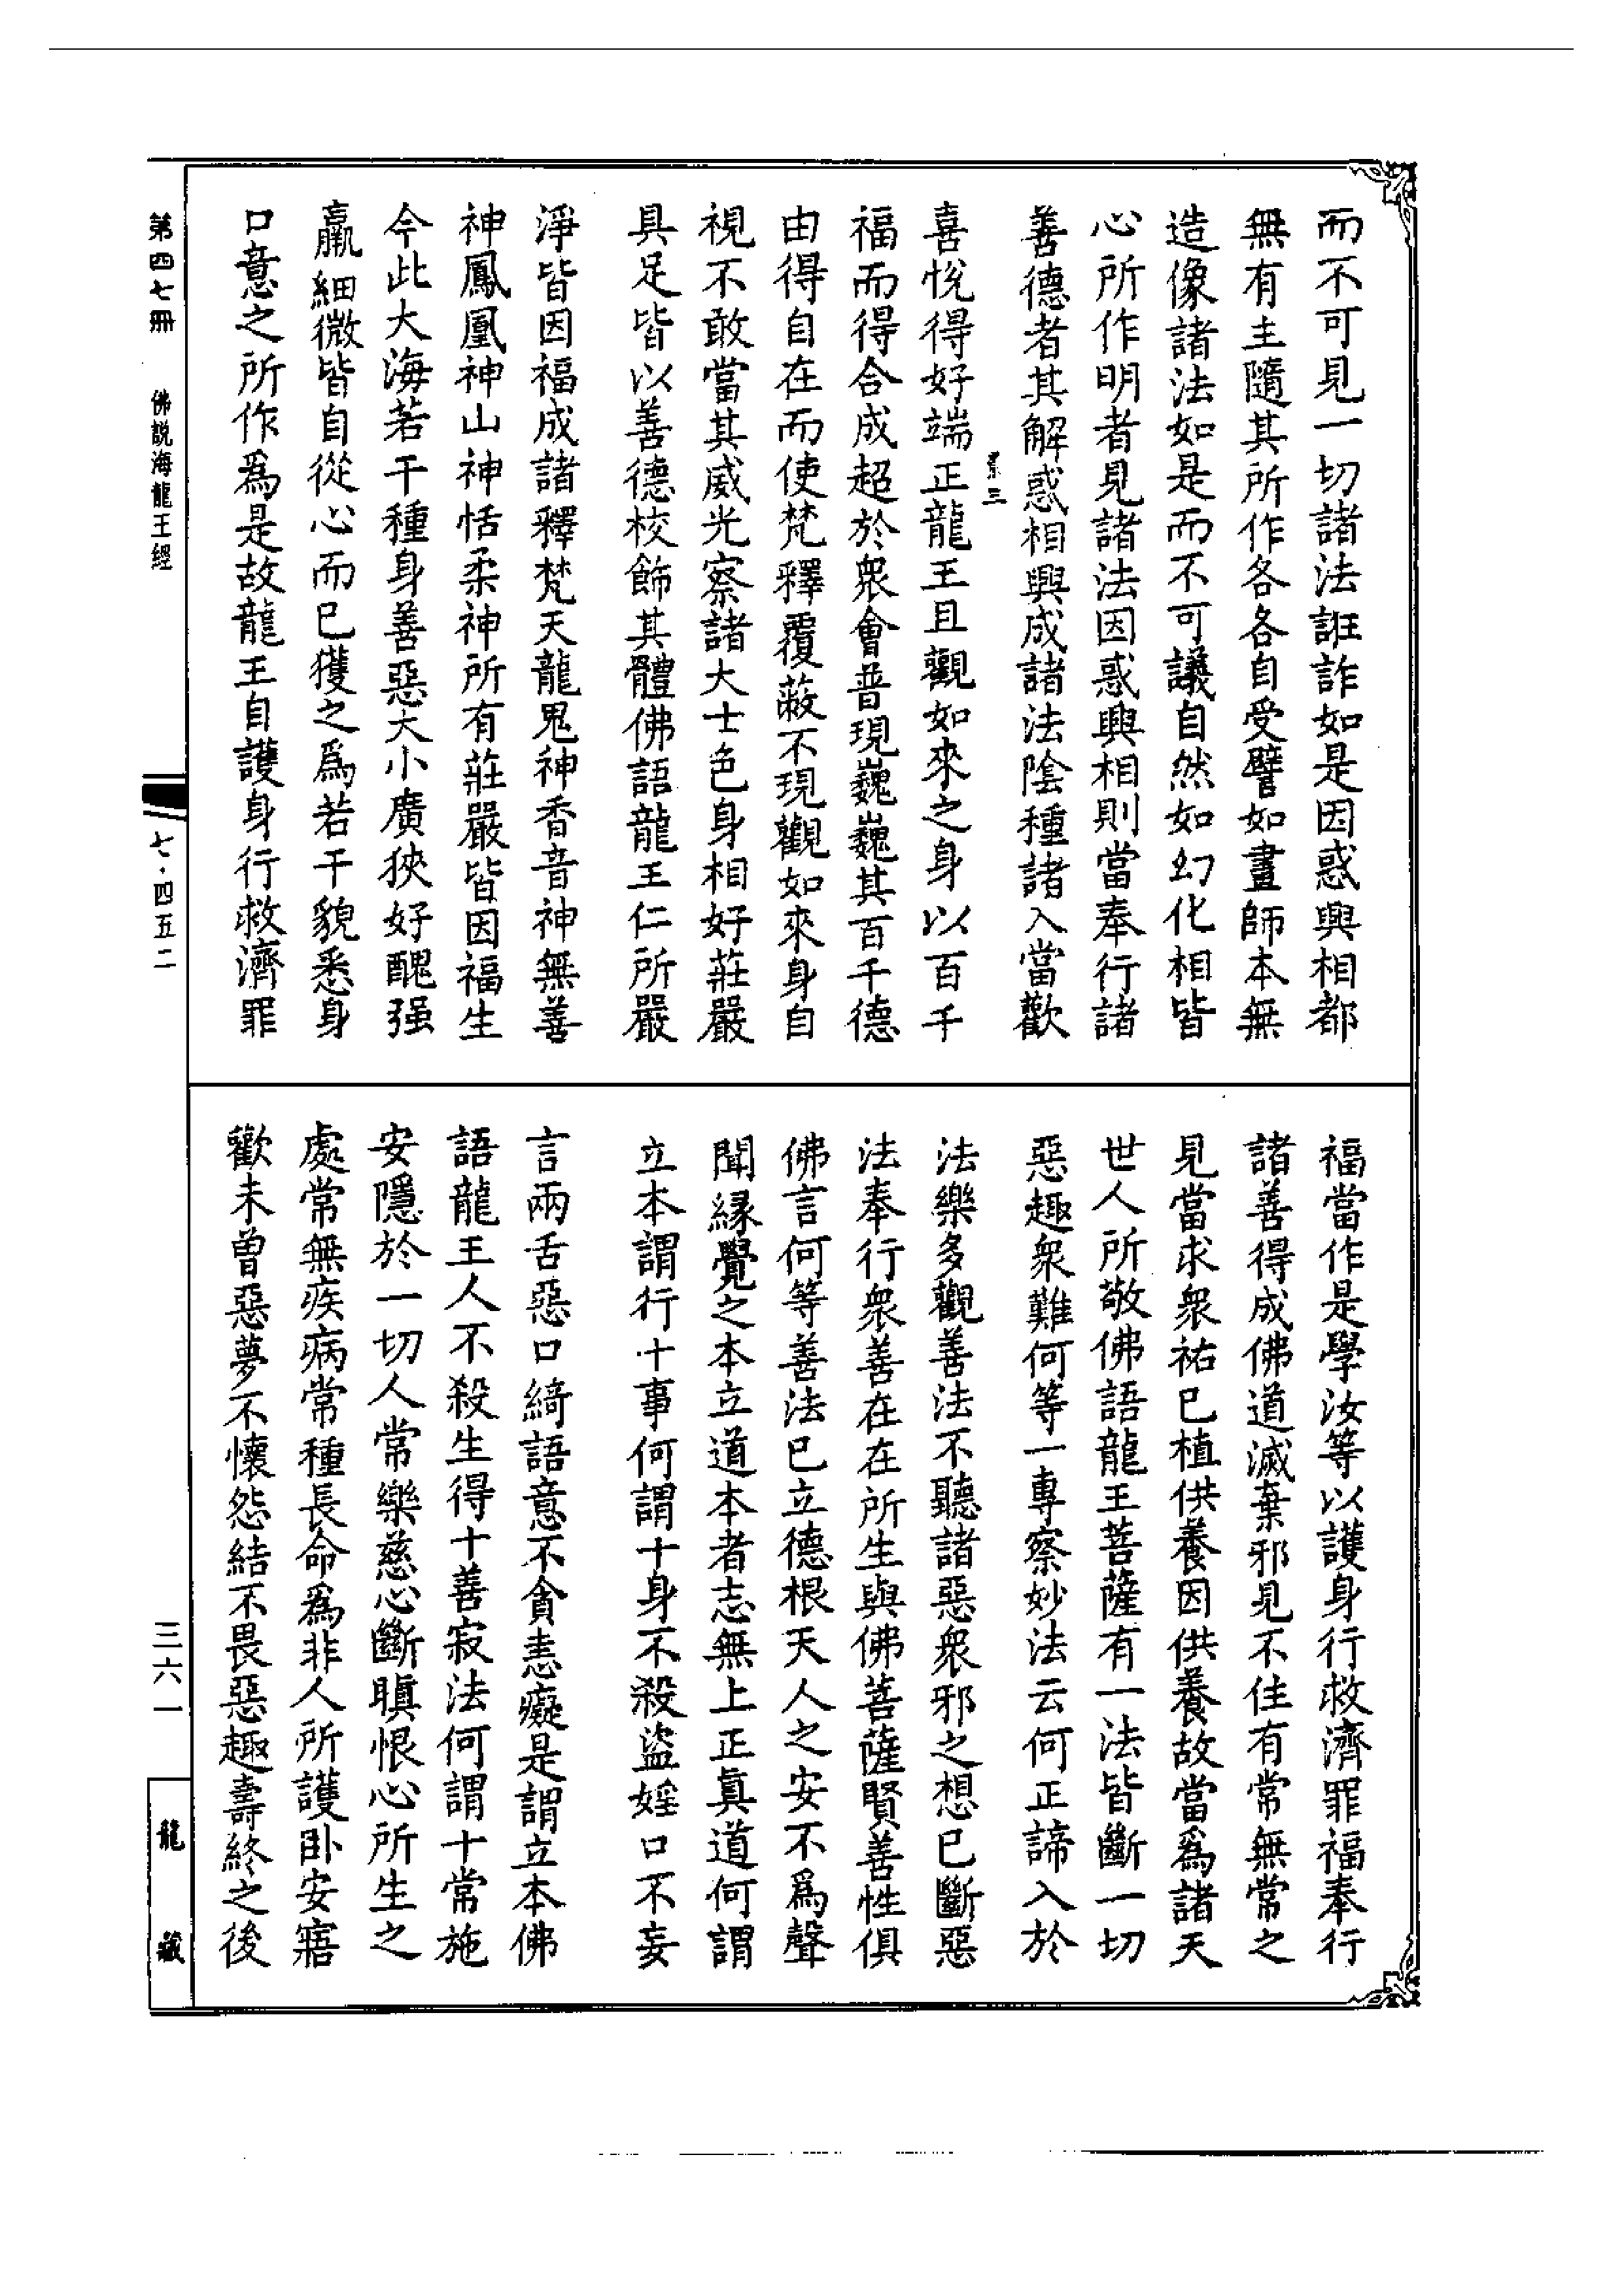 而不可見一切諸法誑詐如是因惑興相都
無有主隨其所作各各自受譬如畫師本無
造像諸法如是而不可議自然如幻化相皆
心所作明者見諸法因惑興相則當奉行諸
善德者其解惑相興成諸法陰種諸入當歡
喜悅得好端正龍王且觀如來之身以百千
福而得合成超於衆會普現巍巍其百千德
由得自在而使梵釋覆蔽不現觀如來身自
視不敢當其威光察諸大士色身相好莊嚴
具足皆以善德校飾其體佛語龍王仁所嚴
淨皆因福成諸釋梵天龍鬼神香音神無善
神鳳凰神山神恬柔神所有莊嚴皆因福生
今此大海若干種身善惡大小廣狹好醜强
羸細微皆自從心而已獲之爲若干貌悉身
口意之所作爲是故龍王自護身行救濟罪
福當作是學汝等以護身行救濟罪福奉行
諸善得成佛道滅棄邪見不住有常無常之
見當求衆祐已植供養因供養故當爲諸天
世人所敬佛語龍王菩薩有一法皆斷一切
惡趣衆難何等一專察妙法云何正諦入於
法樂多觀善法不聽諸惡衆邪之想已斷惡
法奉行衆善在在所生與佛菩薩賢善性俱
佛言何等善法已立德根天人之安不爲聲
聞緣覺之本立道本者志無上正眞道何謂
立本謂行十事何謂十身不殺盜婬口不妄
言兩舌惡口綺語意不貪恚癡是謂立本佛
語龍王人不殺生得十善寂法何謂十常施
安隱於一切人常樂慈心斷瞋恨心所生之
處常無疾病常種長命爲非人所護臥安寤
歡未曾惡夢不懷怨結不畏惡趣壽終之後
第四七冊 佛説海龍王經
七·四五二
三六一
龍藏